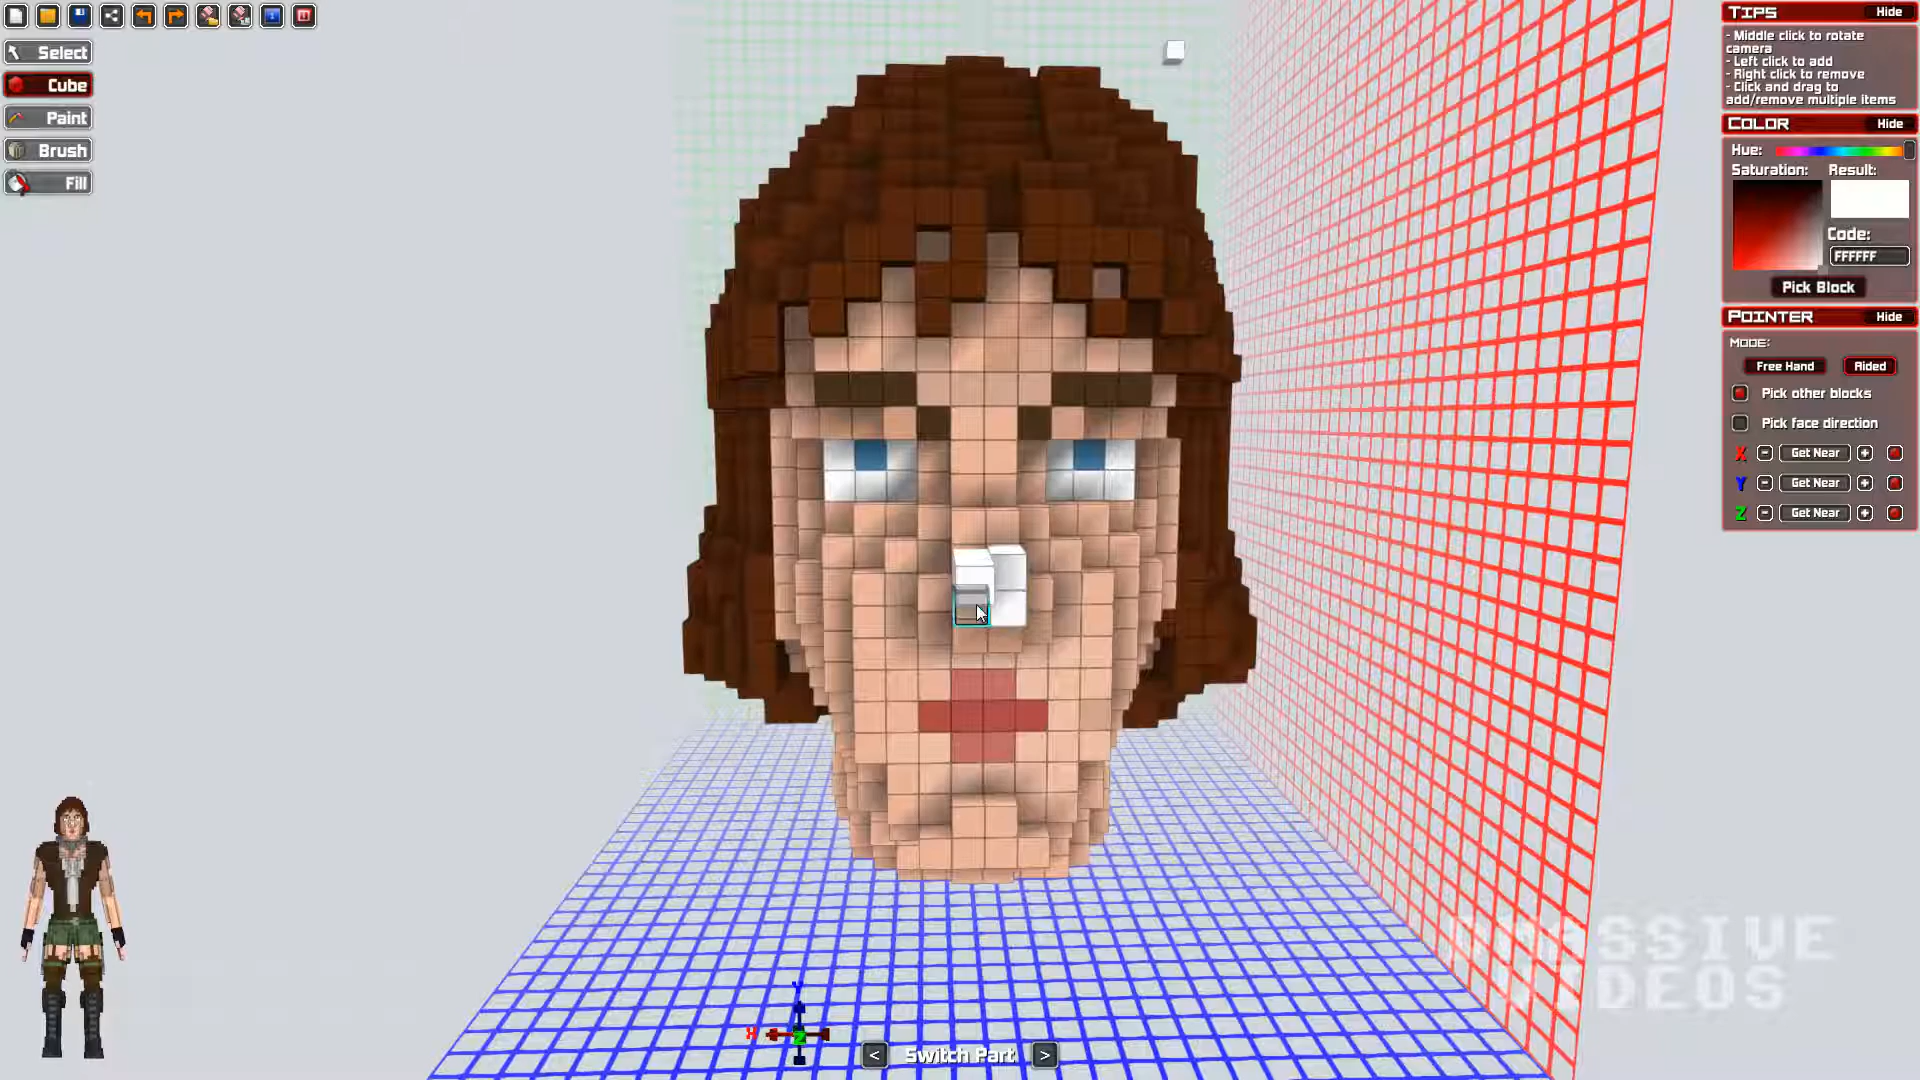 Select
Cube
Paint
Brush
Fill
TIPS
Hide
- Middle click to rotate
camera
- Left click to add
- Right click to remove
- Click and drag to
add/remove multiple items
COLOR
Hide
Hue:
Saturation:
Result:
Code:
FFFFFF
Pick Block
POINTER
Hide
MODE:
Free Hand
Aided
Pick other blocks
Pick face direction
X
-
Get Near
+
Y
-
Get Near
+
Z
-
Get Near
+
VIDEOS
Y
X
Z
<
Switch Part
>